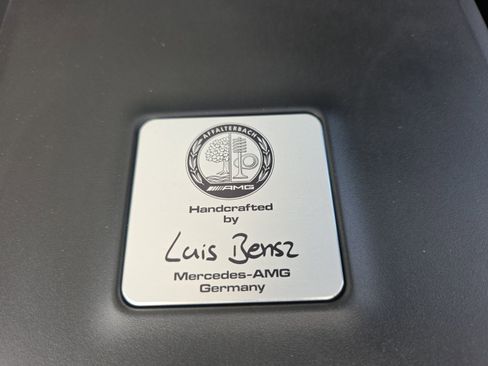 AFFALTERBACH
AMG
Handcrafted
by
Luis Bensz
Mercedes-AMG
Germany